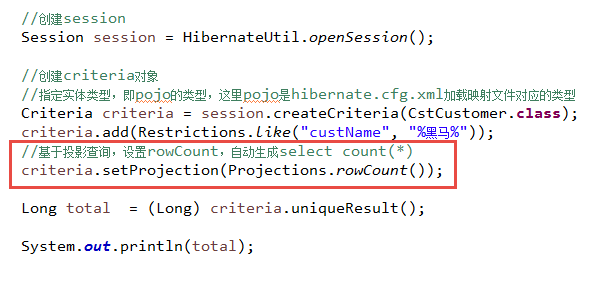 //创建session
Session session = HibernateUtil.openSession();
//创建criteria对象
//指定实体类型，即pojo的类型，这里pojo是hibernate.cfg.xml加载映射文件对应的类型
Criteria criteria = session.createCriteria(CstCustomer.class);
criteria.add(Restrictions.like("custName", "%黑马%"));
//基于投影查询，设置rowCount，自动生成select count(*)
criteria.setProjection(Projections.rowCount());
Long total  = (Long) criteria.uniqueResult();
System.out.println(total);